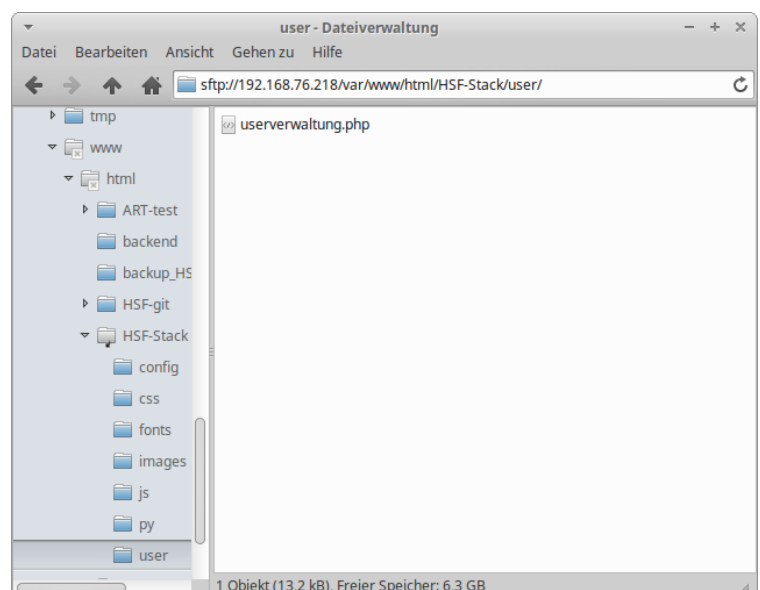 user - Dateiverwaltung
Datei Bearbeiten Ansicht Gehen zu Hilfe
sftp://192.168.76.218/var/www/html/HSF-Stack/user/
tmp
www
html
ART-test
backend
backup_HS
HSF-git
HSF-Stack
config
css
fonts
images
js
py
user
userverwaltung.php
1 Objekt (13,2 kB), Freier Speicher: 6,3 GB